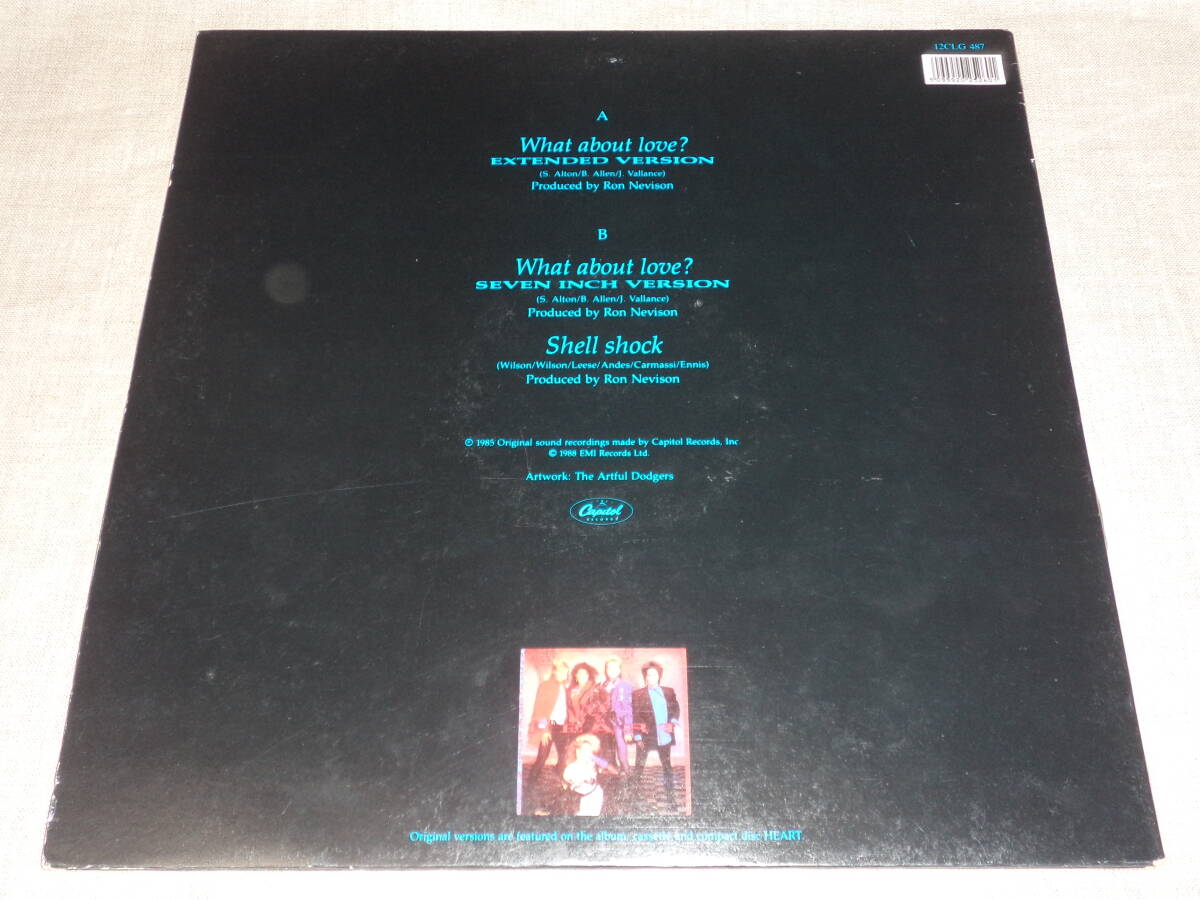 12CLG 487
A
What about love?
EXTENDED VERSION
(S. Alton/B. Allen/J. Vallance)
Produced by Ron Nevison
B
What about love?
SEVEN INCH VERSION
(S. Alton/B. Allen/J. Vallance)
Produced by Ron Nevison
Shell shock
(Wilson/Wilson/Leese/Andes/Carmassi/Ennis)
Produced by Ron Nevison
℗ 1985 Original sound recordings made by Capitol Records, Inc
© 1988 EMI Records Ltd.
Artwork: The Artful Dodgers
Capitol
RECORDS
HEART
Original versions are featured on the album, cassette and compact disc HEART.